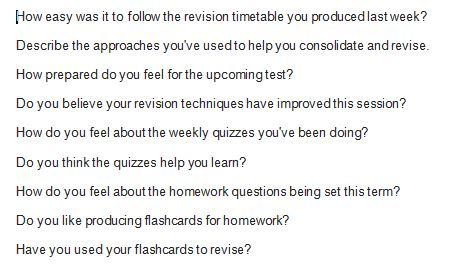 How easy was it to follow the revision timetable you produced last week?
Describe the approaches you've used to help you consolidate and revise.
How prepared do you feel for the upcoming test?
Do you believe your revision techniques have improved this session?
How do you feel about the weekly quizzes you've been doing?
Do you think the quizzes help you learn?
How do you feel about the homework questions being set this term?
Do you like producing flashcards for homework?
Have you used your flashcards to revise?